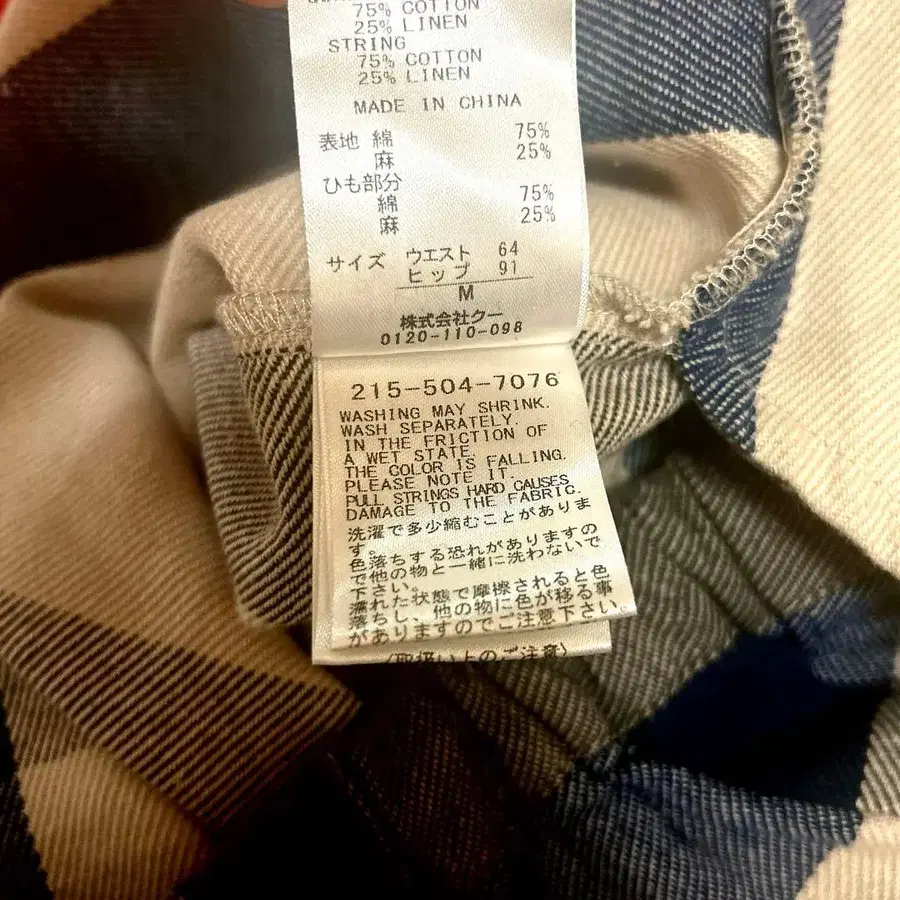 75% COTTON
25% LINEN
STRING
75% COTTON
25% LINEN
MADE IN CHINA
表地 綿 75%
麻 25%
ひも部分
綿 75%
麻 25%
サイズ ウエスト 64
ヒップ 91
M
株式会社クー
0120-110-098
215-504-7076
WASHING MAY SHRINK.
WASH SEPARATELY.
IN THE FRICTION OF
A WET STATE.
THE COLOR IS FALLING.
PLEASE NOTE IT.
PULL STRINGS HARD CAUSES
DAMAGE TO THE FABRIC.
洗濯で多少縮むことがありま
す。
色落ちする恐れがありますの
で他の物と一緒に洗わないで
下さい。
濡れた状態で摩擦されると色
落ちし、他の物に色が移る事
がありますのでご注意下さい。
〈取扱い上のご注意〉